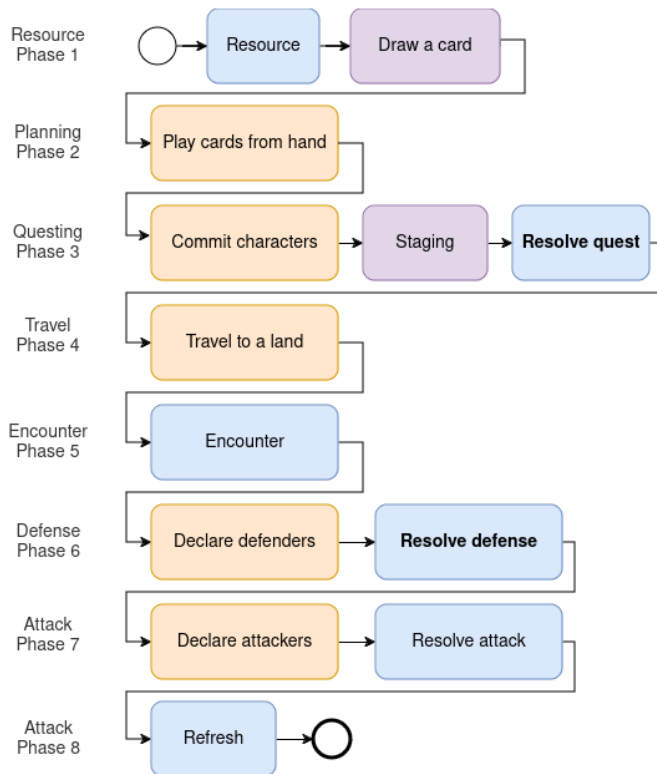 Resource
Phase 1
Resource
Draw a card
Planning
Phase 2
Play cards from hand
Questing
Phase 3
Commit characters
Staging
Resolve quest
Travel
Phase 4
Travel to a land
Encounter
Phase 5
Encounter
Defense
Phase 6
Declare defenders
Resolve defense
Attack
Phase 7
Declare attackers
Resolve attack
Attack
Phase 8
Refresh